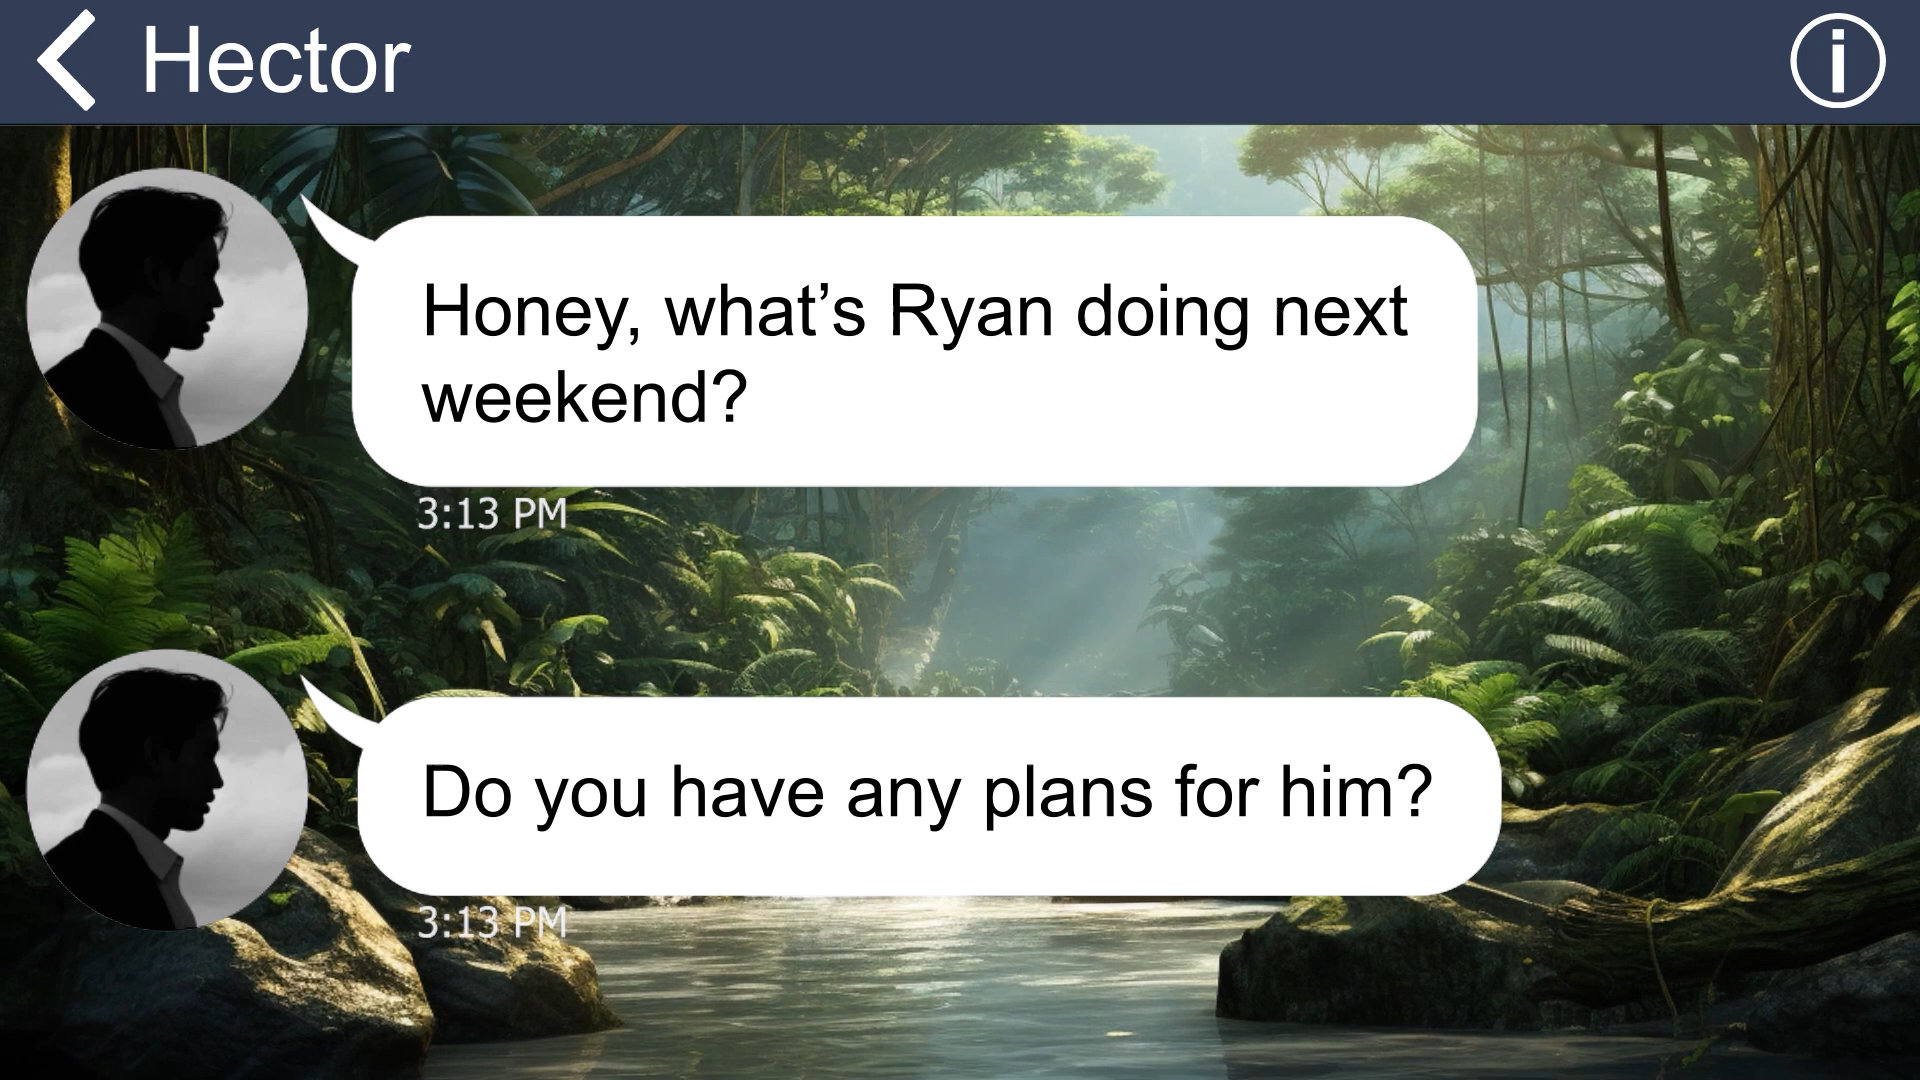 Hector
Honey, what’s Ryan doing next
weekend?
3:13 PM
Do you have any plans for him?
3:13 PM